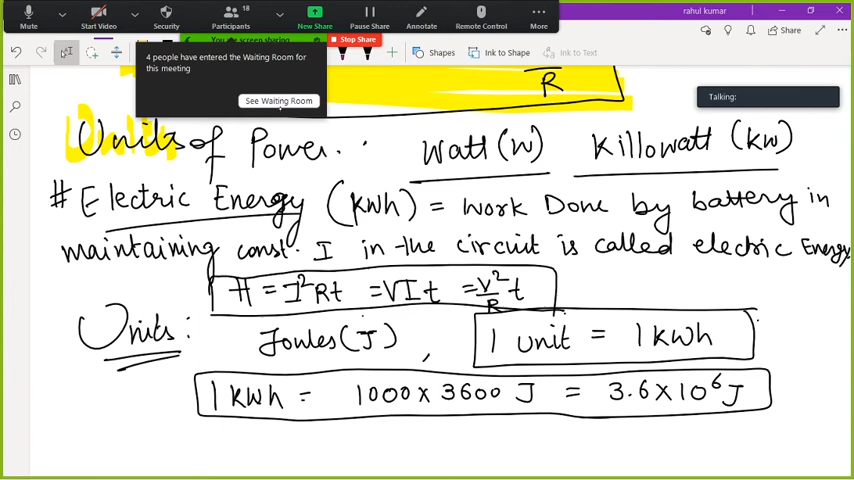 Mute
Start Video
Security
Participants
18
New Share
Pause Share
Annotate
Remote Control
More
rahul kumar
Stop Share
Share
Shapes
Ink to Shape
Ink to Text
4 people have entered the Waiting Room for
this meeting
See Waiting Room
Talking:
R
Units of Power : Watt (W) Killowatt (kw)
# Electric Energy (kWh) = Work Done by battery in
maintaining const. I in the circuit is called electric Energy
H = I²Rt = VIt = V²/R t
Units :
Joules (J) , 1 unit = 1 kWh
1 kWh = 1000 x 3600 J = 3.6 X 10⁶ J